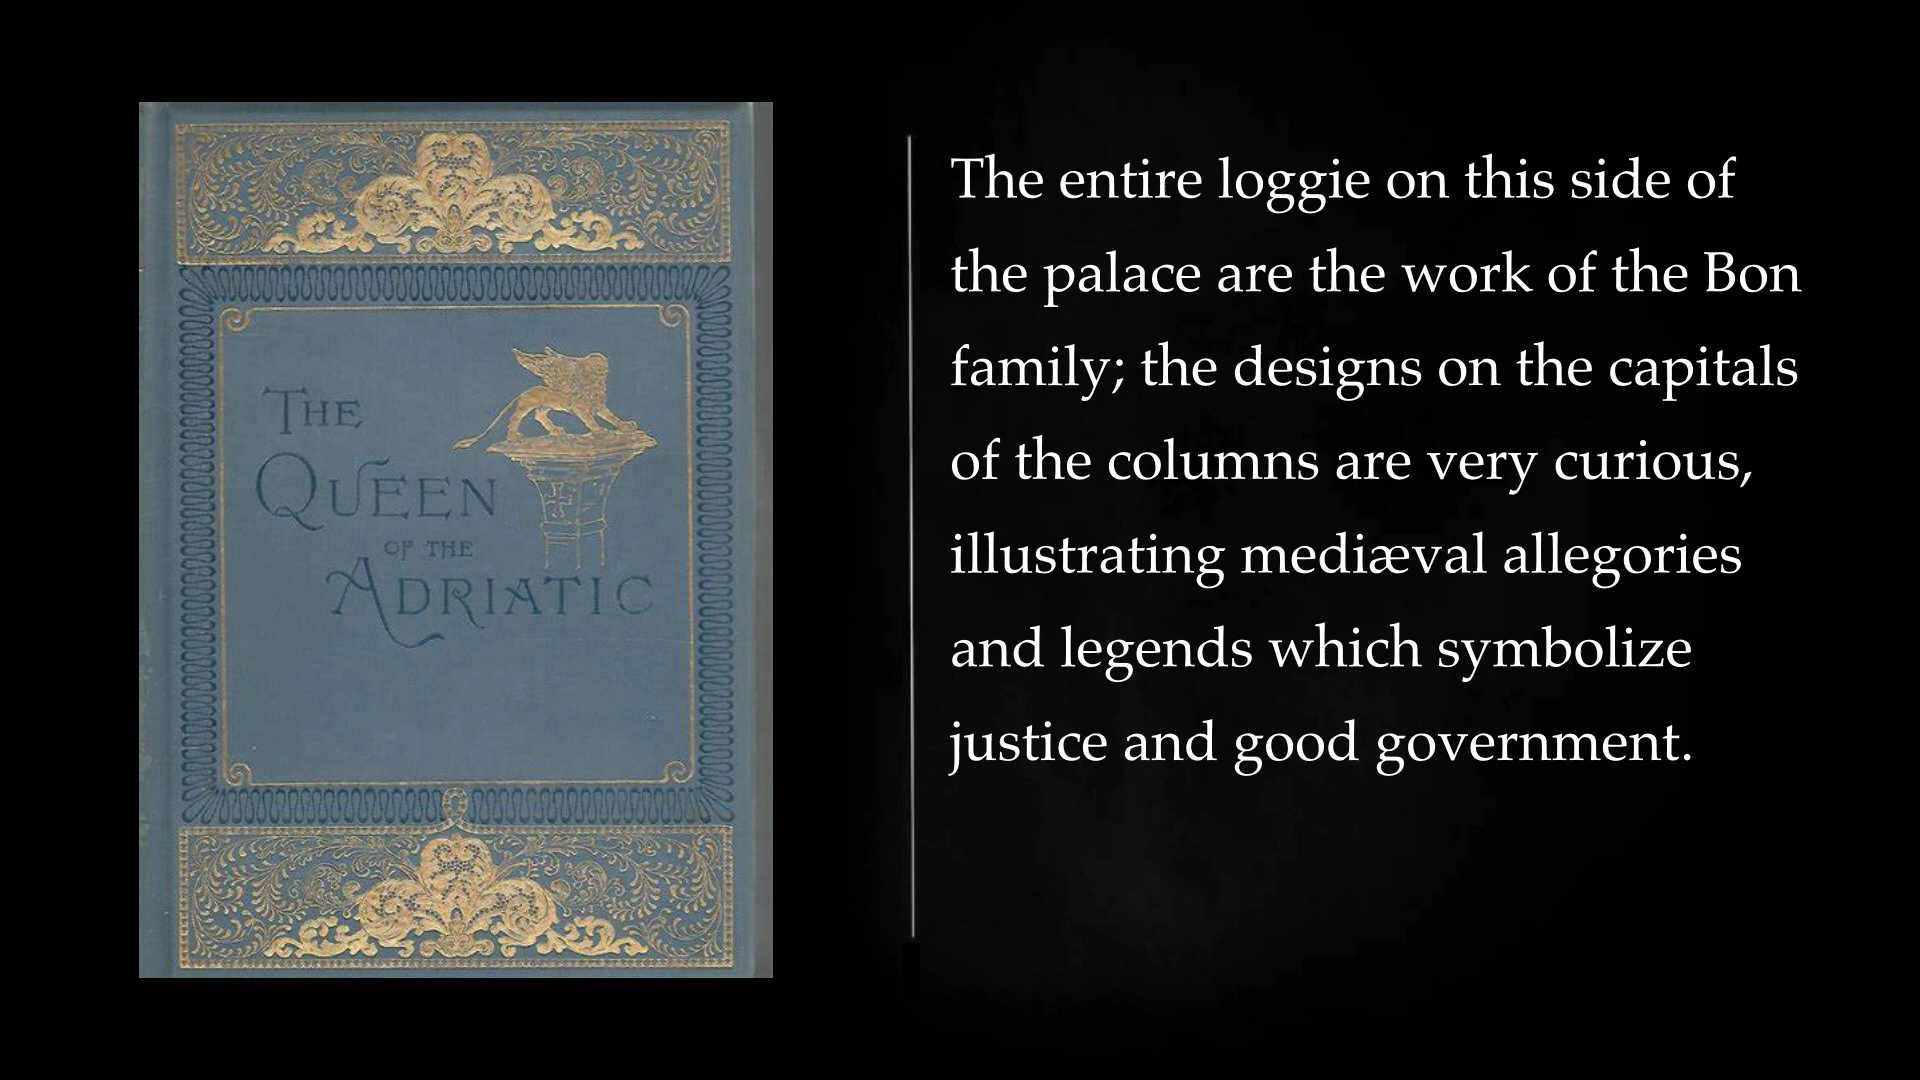 The
Queen
of the
Adriatic
The entire loggie on this side of
the palace are the work of the Bon
family; the designs on the capitals
of the columns are very curious,
illustrating mediæval allegories
and legends which symbolize
justice and good government.